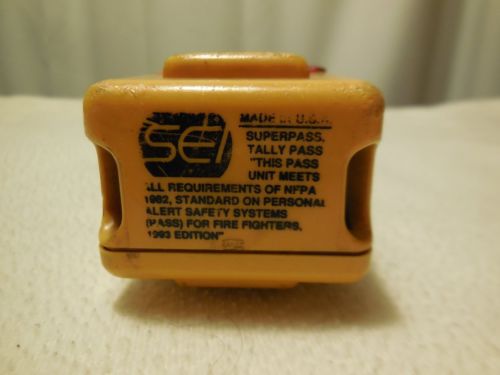 SEI
MADE IN U.S.A.
SUPERPASS,
TALLY PASS
"THIS PASS
UNIT MEETS
ALL REQUIREMENTS OF NFPA
1982, STANDARD ON PERSONAL
ALERT SAFETY SYSTEMS
(PASS) FOR FIRE FIGHTERS,
1993 EDITION"